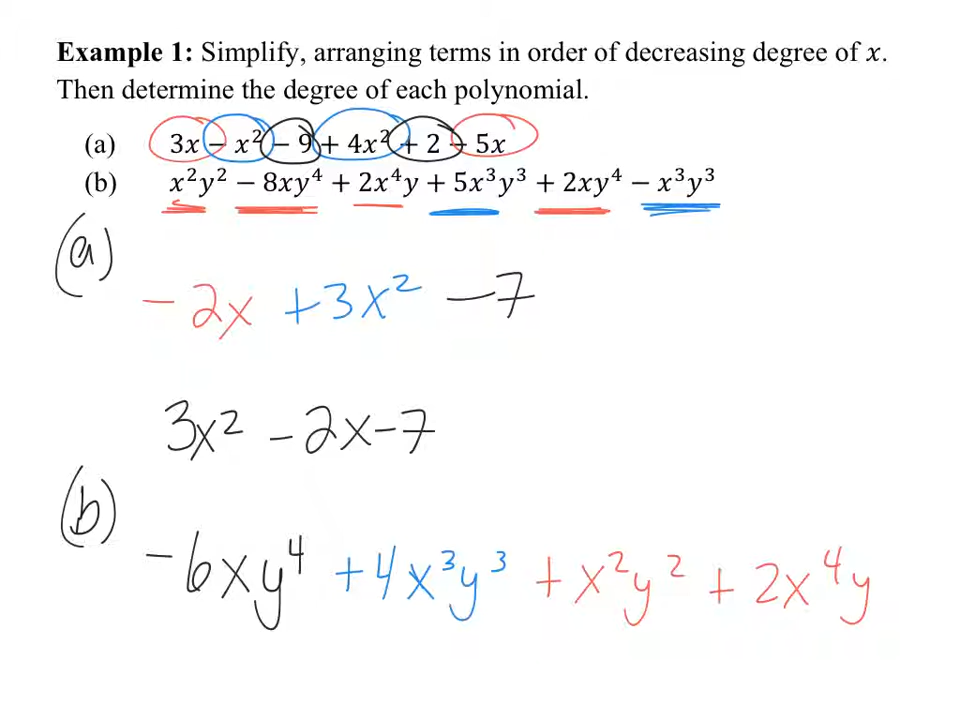 Example 1: Simplify, arranging terms in order of decreasing degree of x.
Then determine the degree of each polynomial.
(a) 3x − x² − 9 + 4x² + 2 − 5x
(b) x²y² − 8xy⁴ + 2x⁴y + 5x³y³ + 2xy⁴ − x³y³
(a)
−2x +3x² −7
3x² −2x−7
(b)
−6xy⁴ +4x³y³ +x²y² +2x⁴y